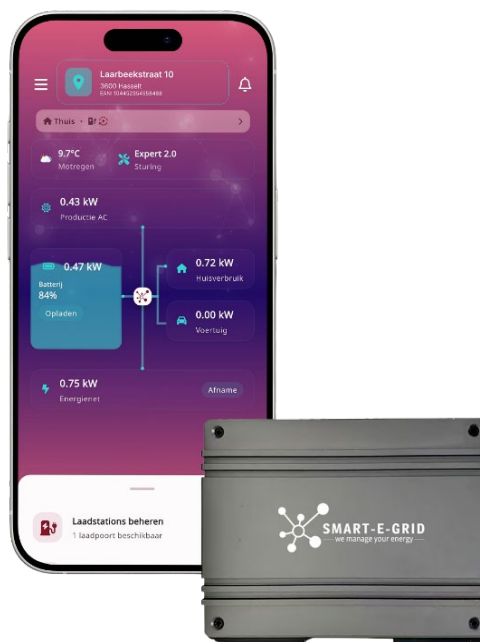 Laarbeekstraat 10
3600 Hasselt
Thuis
9.7°C
Motregen
Expert 2.0
Sturing
0.43 kW
Productie AC
0.47 kW
Batterij
84%
Opladen
0.72 kW
Huisverbruik
0.00 kW
Voertuig
0.75 kW
Energienet
Afname
Laadstations beheren
1 laadpoort beschikbaar
SMART-E-GRID
we manage your energy